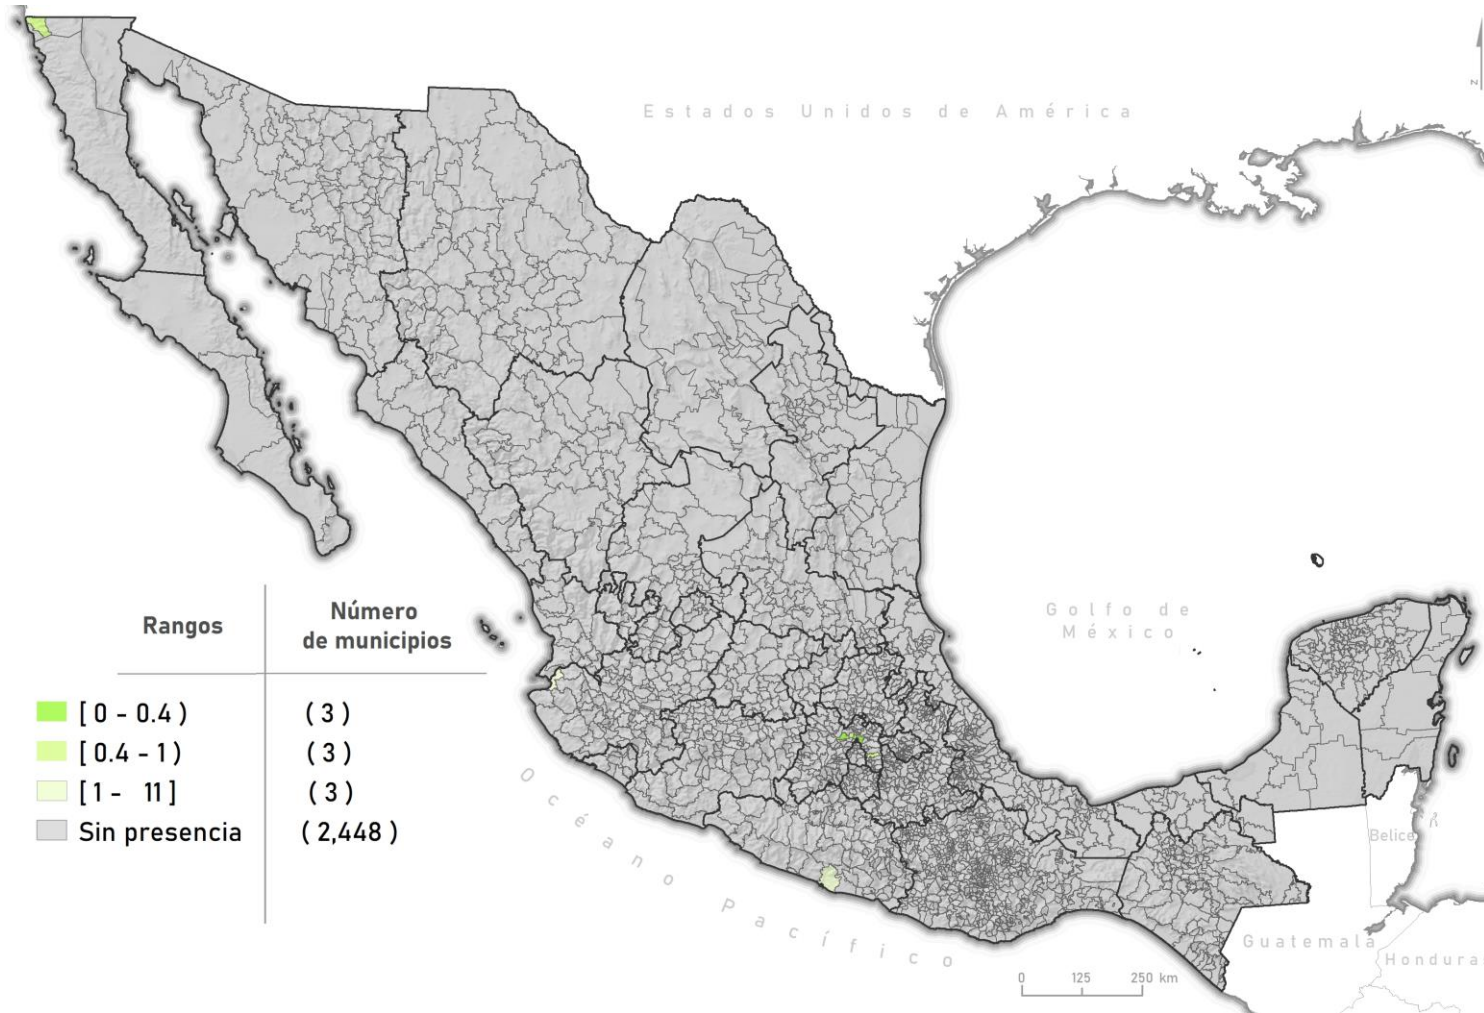 N
Estados Unidos de América
Golfo de
México
Rangos
Número
de municipios
[ 0 - 0.4 )
( 3 )
[ 0.4 - 1 )
( 3 )
[ 1 - 11 ]
( 3 )
Sin presencia
( 2,448 )
Océano Pacífico
Belice
Guatemala
Honduras
0 125 250 km